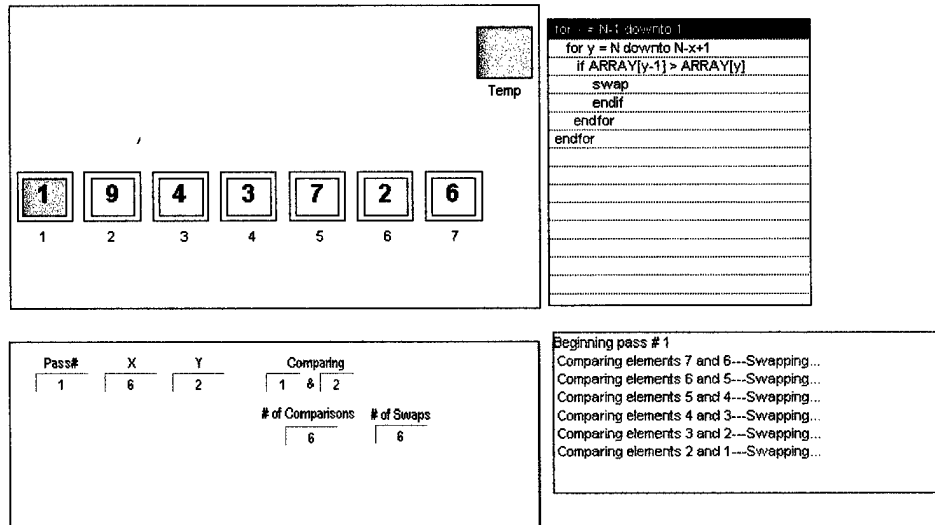 Temp
1 9 4 3 7 2 6
1 2 3 4 5 6 7
for x = N-1 downto 1
for y = N downto N-x+1
if ARRAY[y-1] > ARRAY[y]
swap
endif
endfor
endfor
Pass# X Y Comparing
1 6 2 1 & 2
# of Comparisons # of Swaps
6 6
Beginning pass # 1
Comparing elements 7 and 6---Swapping...
Comparing elements 6 and 5---Swapping...
Comparing elements 5 and 4---Swapping...
Comparing elements 4 and 3---Swapping...
Comparing elements 3 and 2---Swapping...
Comparing elements 2 and 1---Swapping...